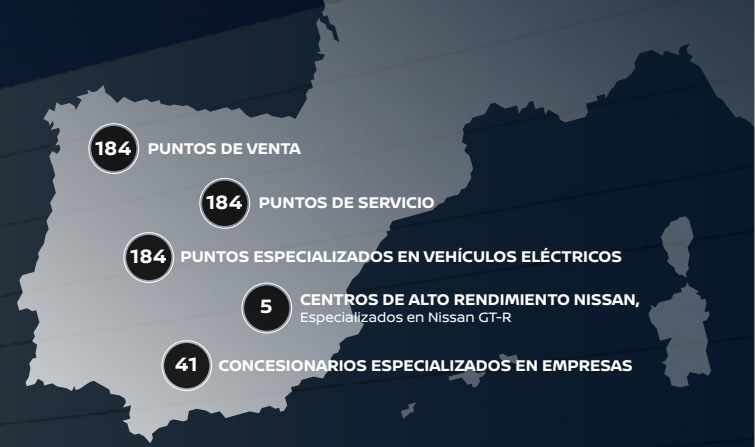 184 PUNTOS DE VENTA
184 PUNTOS DE SERVICIO
184 PUNTOS ESPECIALIZADOS EN VEHÍCULOS ELÉCTRICOS
5 CENTROS DE ALTO RENDIMIENTO NISSAN,
Especializados en Nissan GT-R
41 CONCESIONARIOS ESPECIALIZADOS EN EMPRESAS